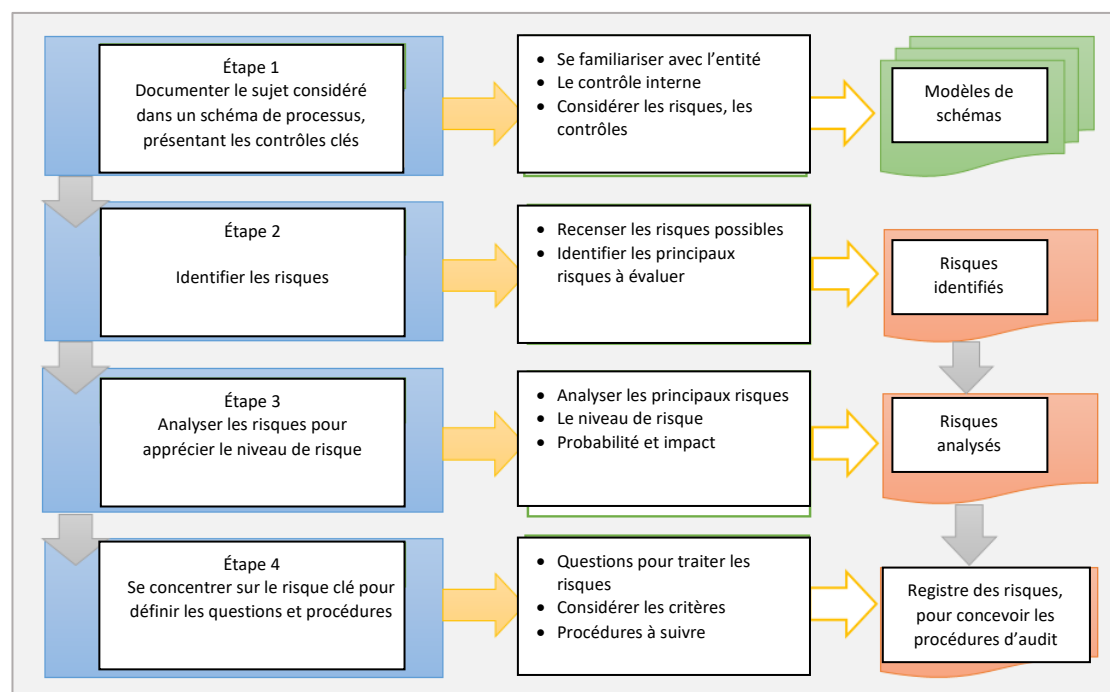 Étape 1
Documenter le sujet considéré
dans un schéma de processus,
présentant les contrôles clés
• Se familiariser avec l’entité
• Le contrôle interne
• Considérer les risques, les
contrôles
Modèles de
schémas
Étape 2
Identifier les risques
• Recenser les risques possibles
• Identifier les principaux
risques à évaluer
Risques
identifiés
Étape 3
Analyser les risques pour
apprécier le niveau de risque
• Analyser les principaux risques
• Le niveau de risque
• Probabilité et impact
Risques
analysés
Étape 4
Se concentrer sur le risque clé pour
définir les questions et procédures
• Questions pour traiter les
risques
• Considérer les critères
• Procédures à suivre
Registre des risques,
pour concevoir les
procédures d’audit